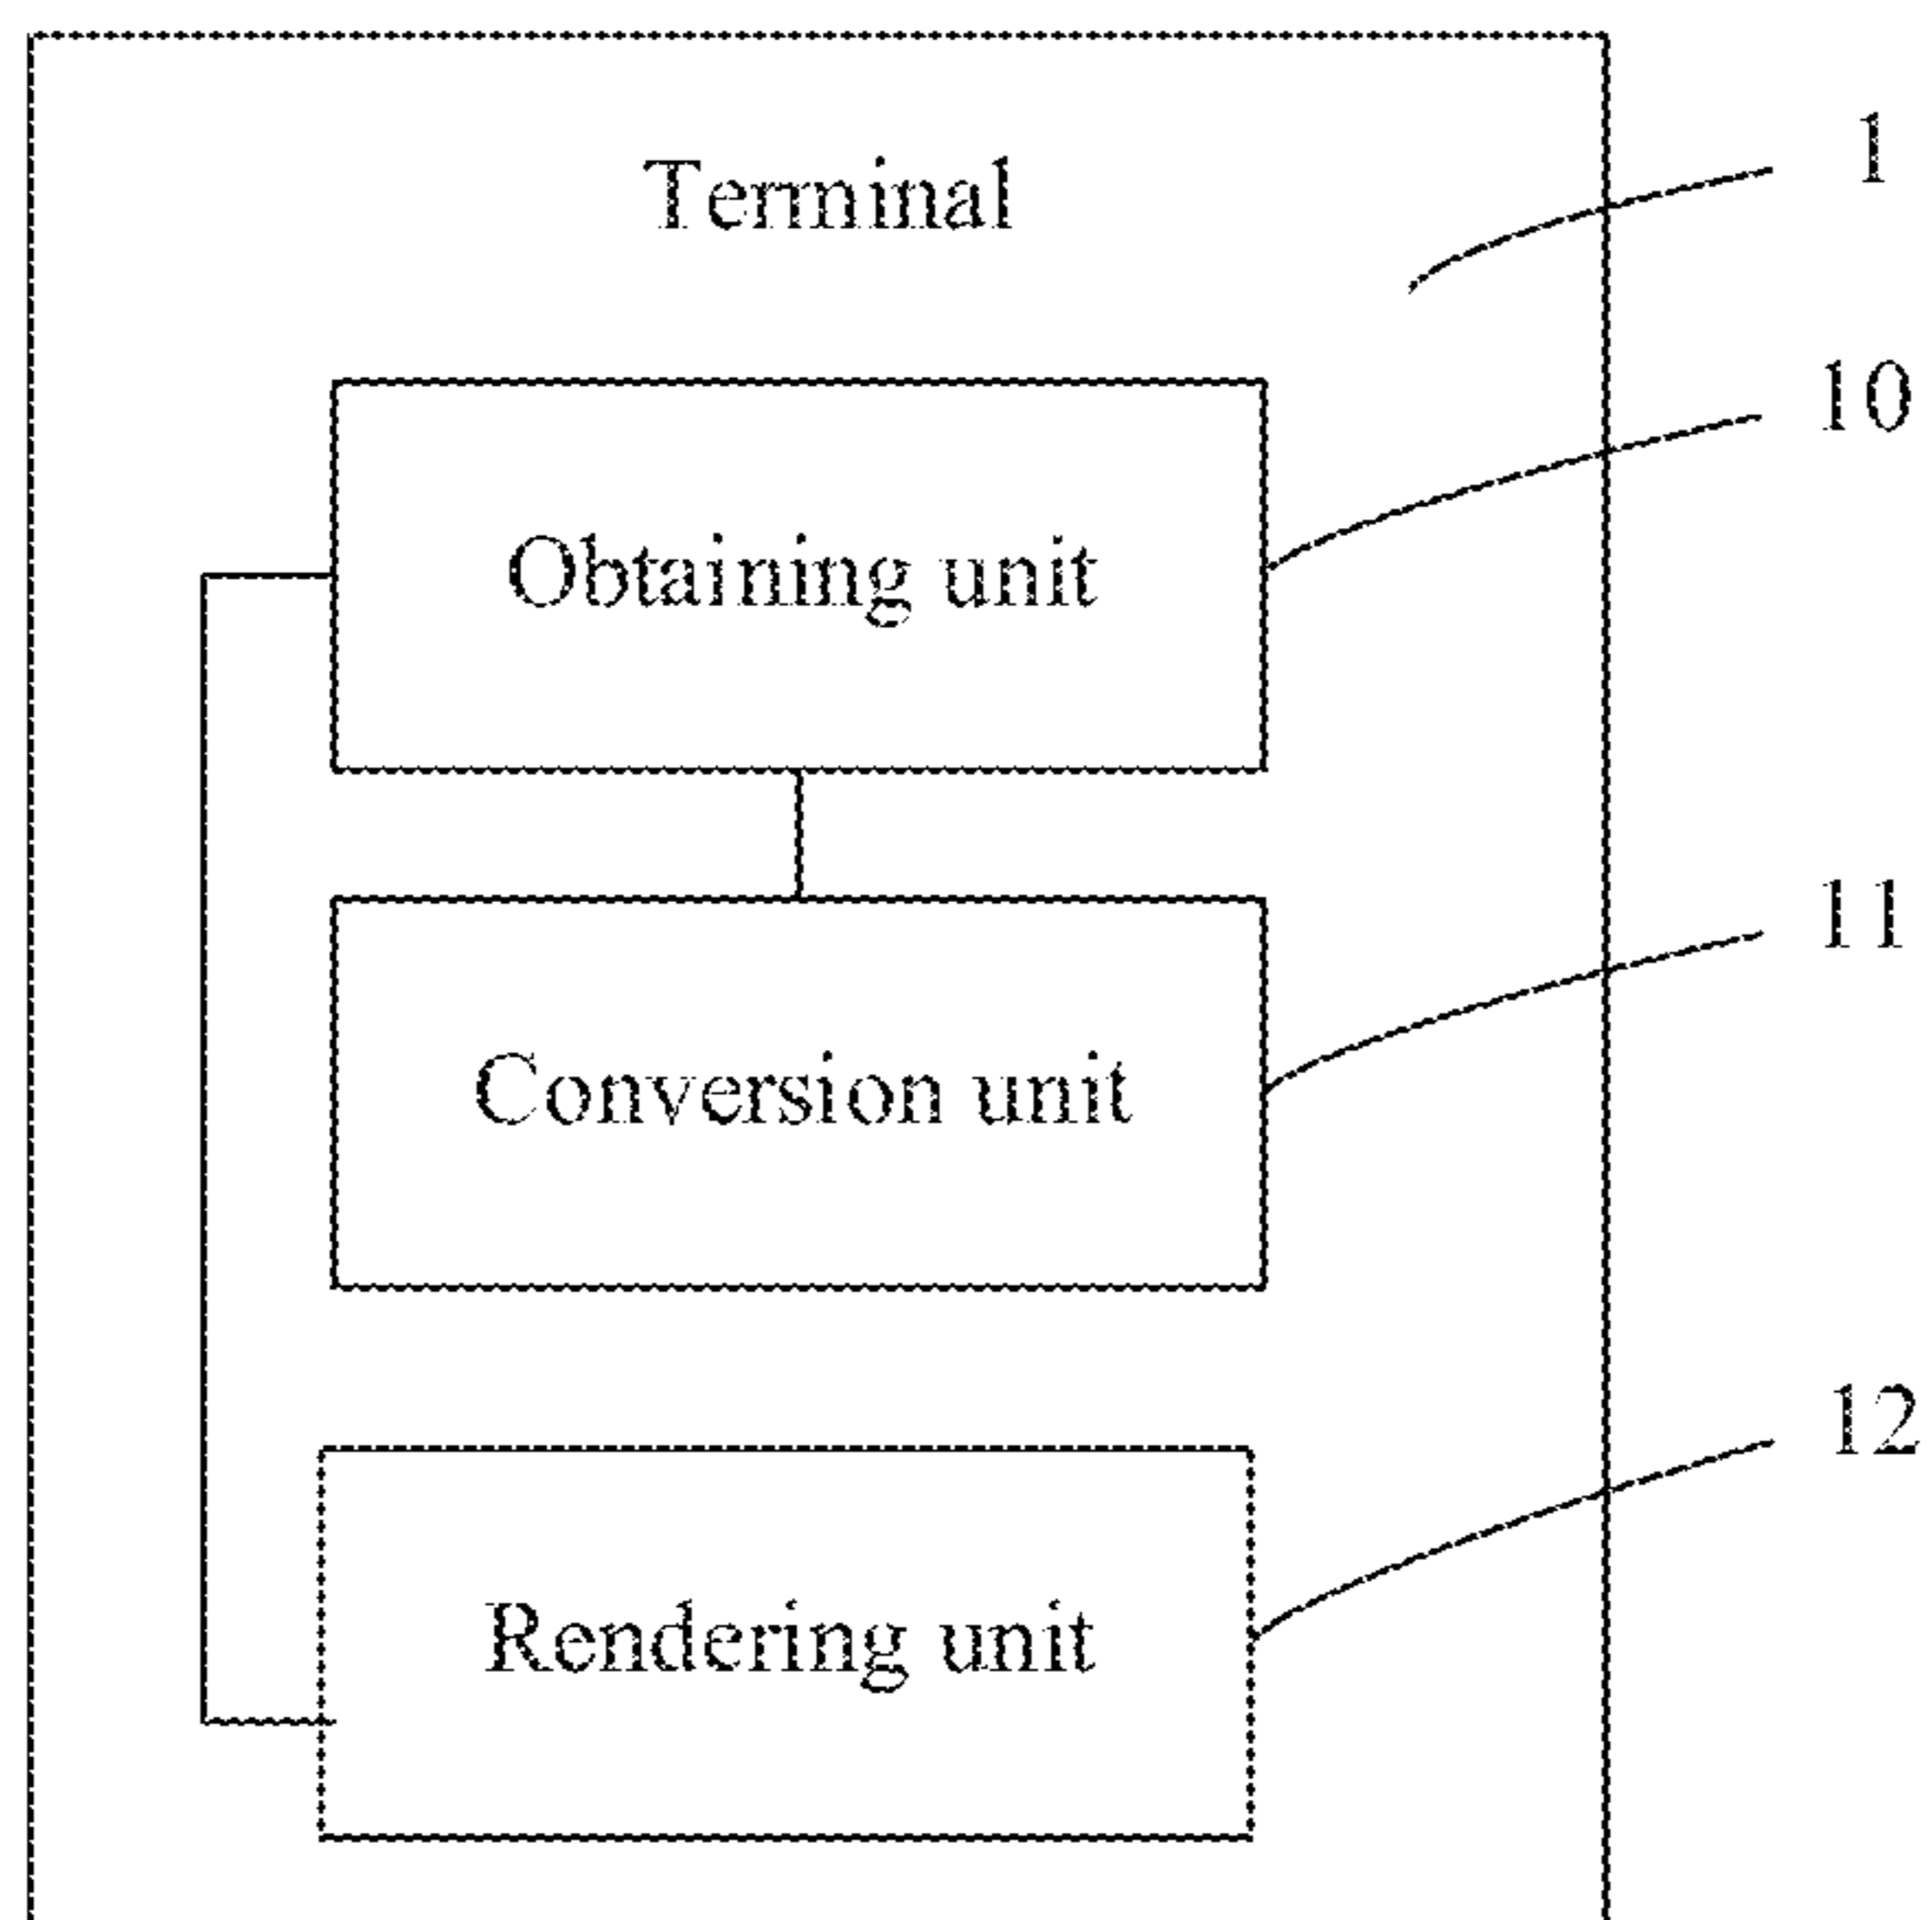 Terminal
1
10
Obtaining unit
11
Conversion unit
12
Rendering unit